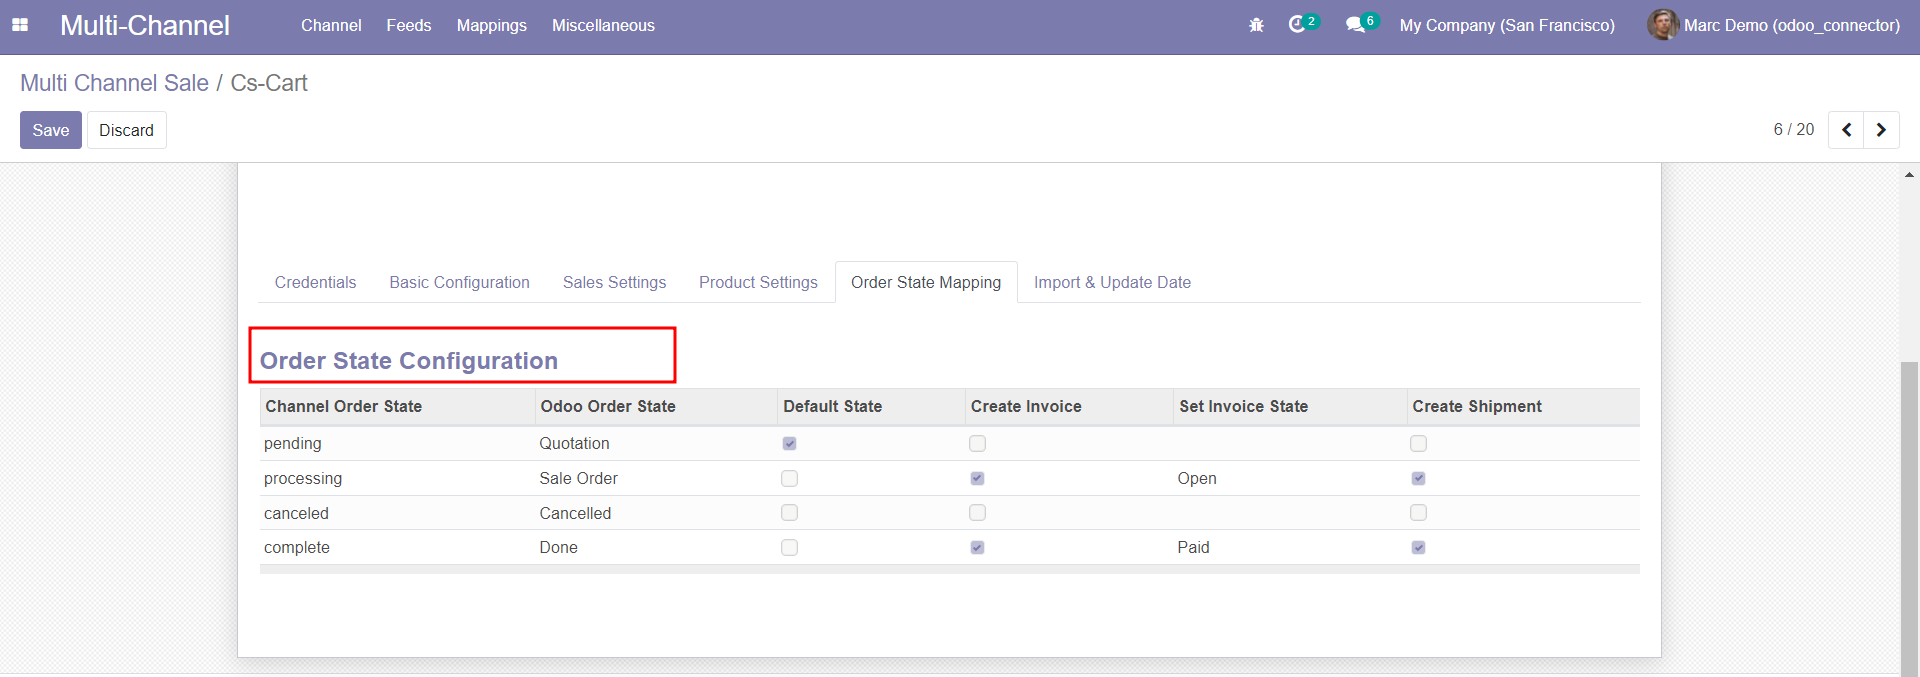 Multi-Channel Channel Feeds Mappings Miscellaneous 2 6 My Company (San Francisco) Marc Demo (odoo_connector)
Multi Channel Sale / Cs-Cart
Save Discard 6 / 20
Credentials Basic Configuration Sales Settings Product Settings Order State Mapping Import & Update Date
Order State Configuration
Channel Order State Odoo Order State Default State Create Invoice Set Invoice State Create Shipment
pending Quotation
processing Sale Order Open
canceled Cancelled
complete Done Paid